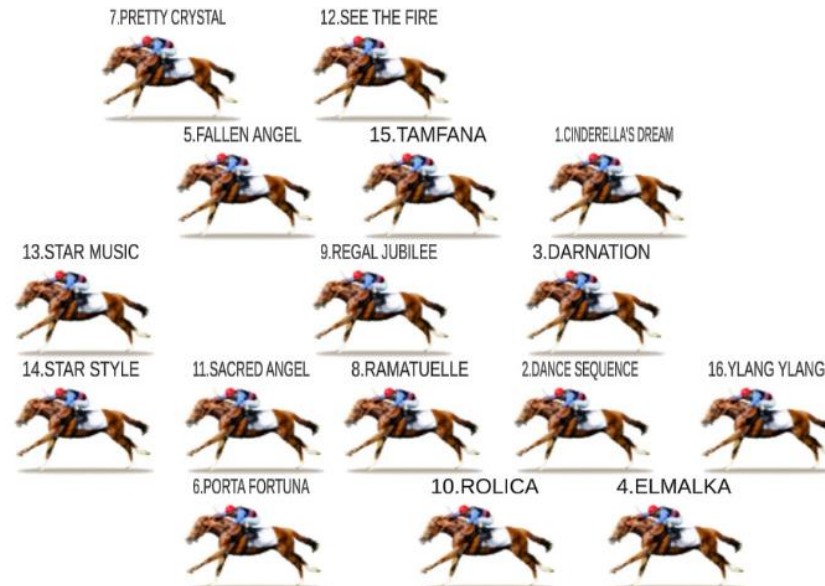 7.PRETTY CRYSTAL
12.SEE THE FIRE
5.FALLEN ANGEL
15.TAMFANA
1.CINDERELLA'S DREAM
13.STAR MUSIC
9.REGAL JUBILEE
3.DARNATION
14.STAR STYLE
11.SACRED ANGEL
8.RAMATUELLE
2.DANCE SEQUENCE
16.YLANG YLANG
6.PORTA FORTUNA
10.ROLICA
4.ELMALKA